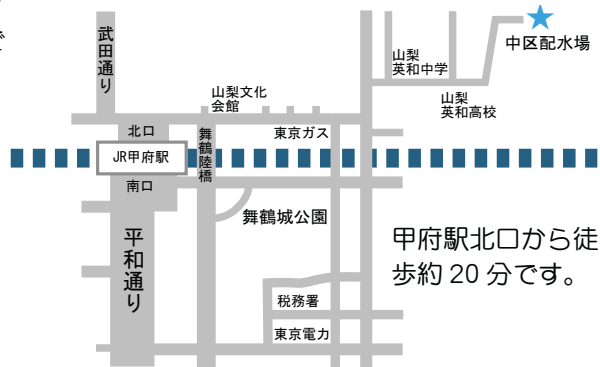 武田通り
中区配水場
山梨
英和中学
山梨
英和高校
山梨文化
会館
北口
舞鶴陸橋
東京ガス
JR甲府駅
南口
舞鶴城公園
平和通り
甲府駅北口から徒
歩約 20 分です。
税務署
東京電力